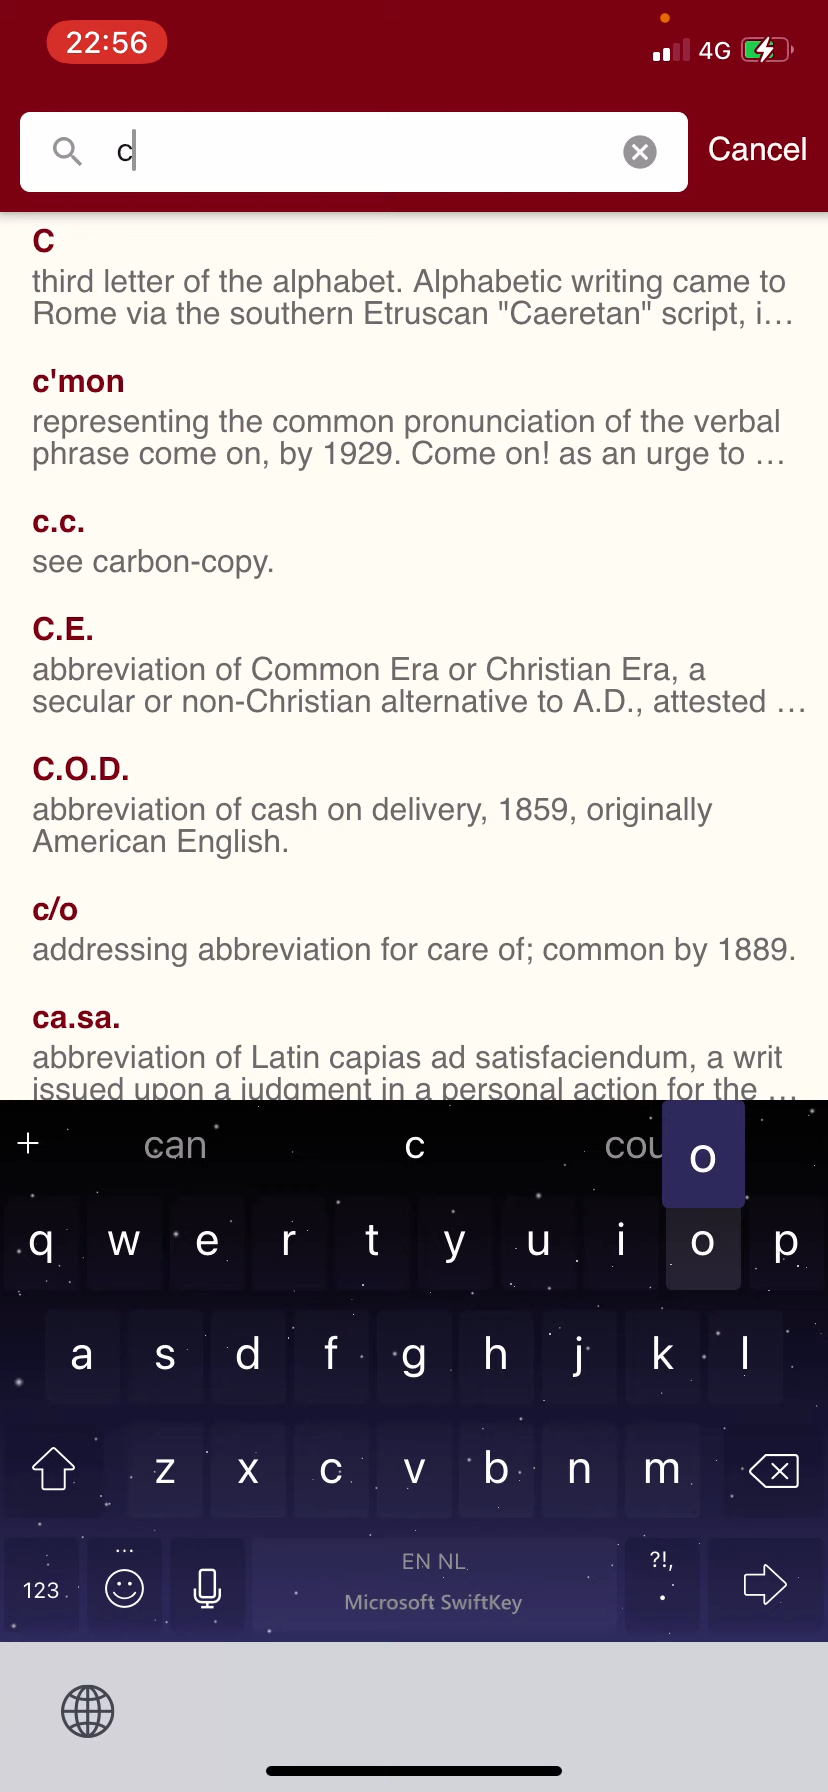 22:56
4G
c
Cancel
C
third letter of the alphabet. Alphabetic writing came to
Rome via the southern Etruscan "Caeretan" script, i...
c'mon
representing the common pronunciation of the verbal
phrase come on, by 1929. Come on! as an urge to ...
c.c.
see carbon-copy.
C.E.
abbreviation of Common Era or Christian Era, a
secular or non-Christian alternative to A.D., attested ...
C.O.D.
abbreviation of cash on delivery, 1859, originally
American English.
c/o
addressing abbreviation for care of; common by 1889.
ca.sa.
abbreviation of Latin capias ad satisfaciendum, a writ
issued upon a judgment in a personal action for the ...
+ can c cou o
q w e r t y u i o p
a s d f g h j k l
z x c v b n m
123 ... EN NL ?!, .
Microsoft SwiftKey